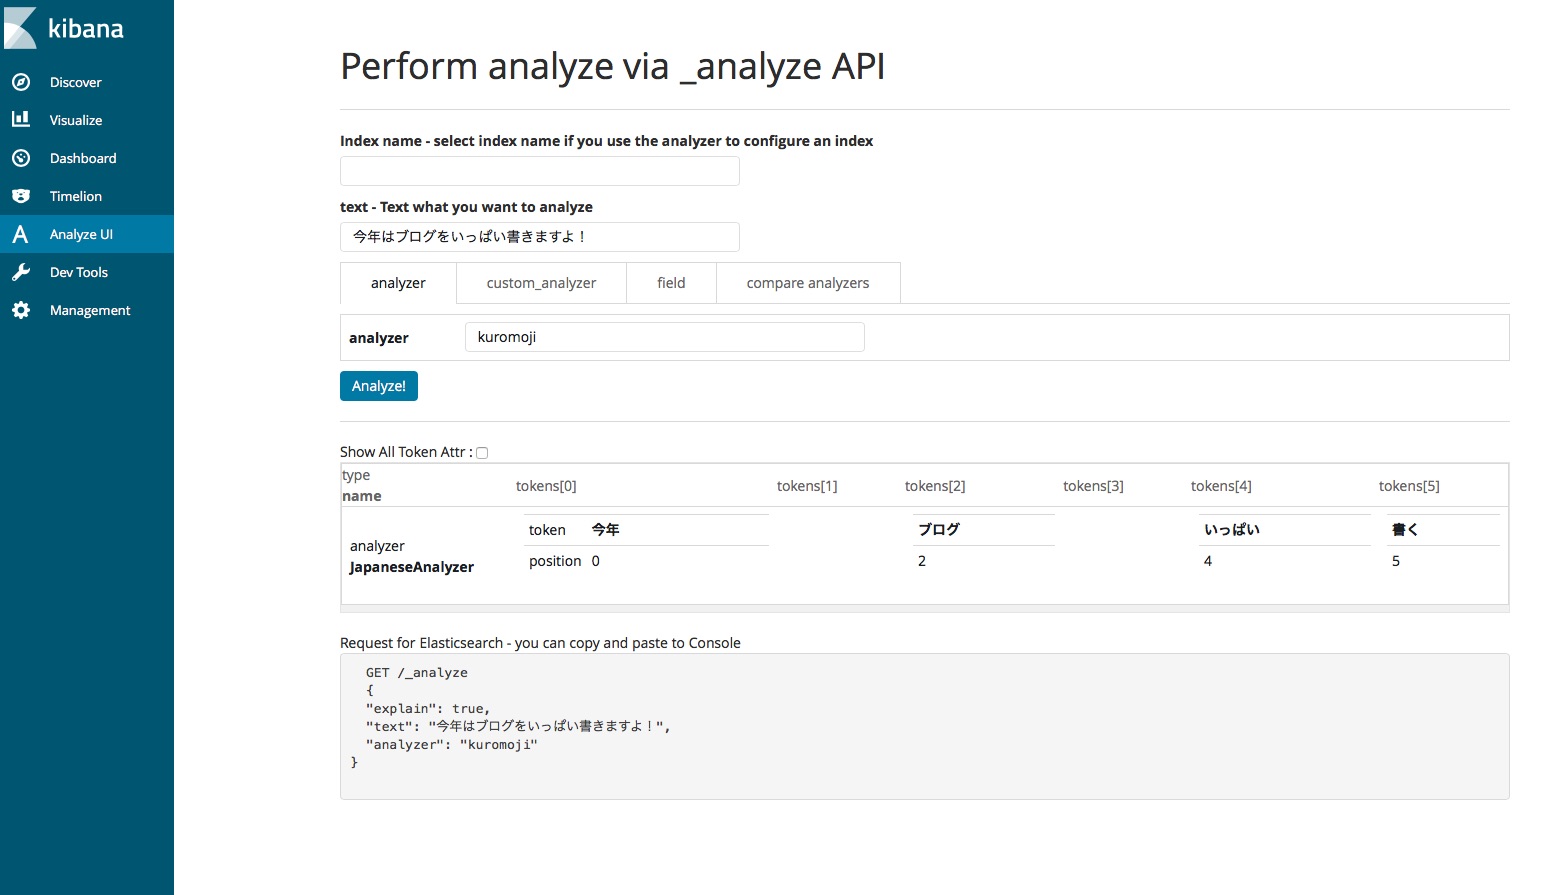 kibana
Discover
Visualize
Dashboard
Timelion
Analyze UI
Dev Tools
Management
Perform analyze via _analyze API
Index name - select index name if you use the analyzer to configure an index
text - Text what you want to analyze
今年はブログをいっぱい書きますよ！
analyzer custom_analyzer field compare analyzers
analyzer kuromoji
Analyze!
Show All Token Attr :
type
name tokens[0] tokens[1] tokens[2] tokens[3] tokens[4] tokens[5]
token 今年 ブログ いっぱい 書く
analyzer
position 0 2 4 5
JapaneseAnalyzer
Request for Elasticsearch - you can copy and paste to Console
GET /_analyze
{
"explain": true,
"text": "今年はブログをいっぱい書きますよ！",
"analyzer": "kuromoji"
}